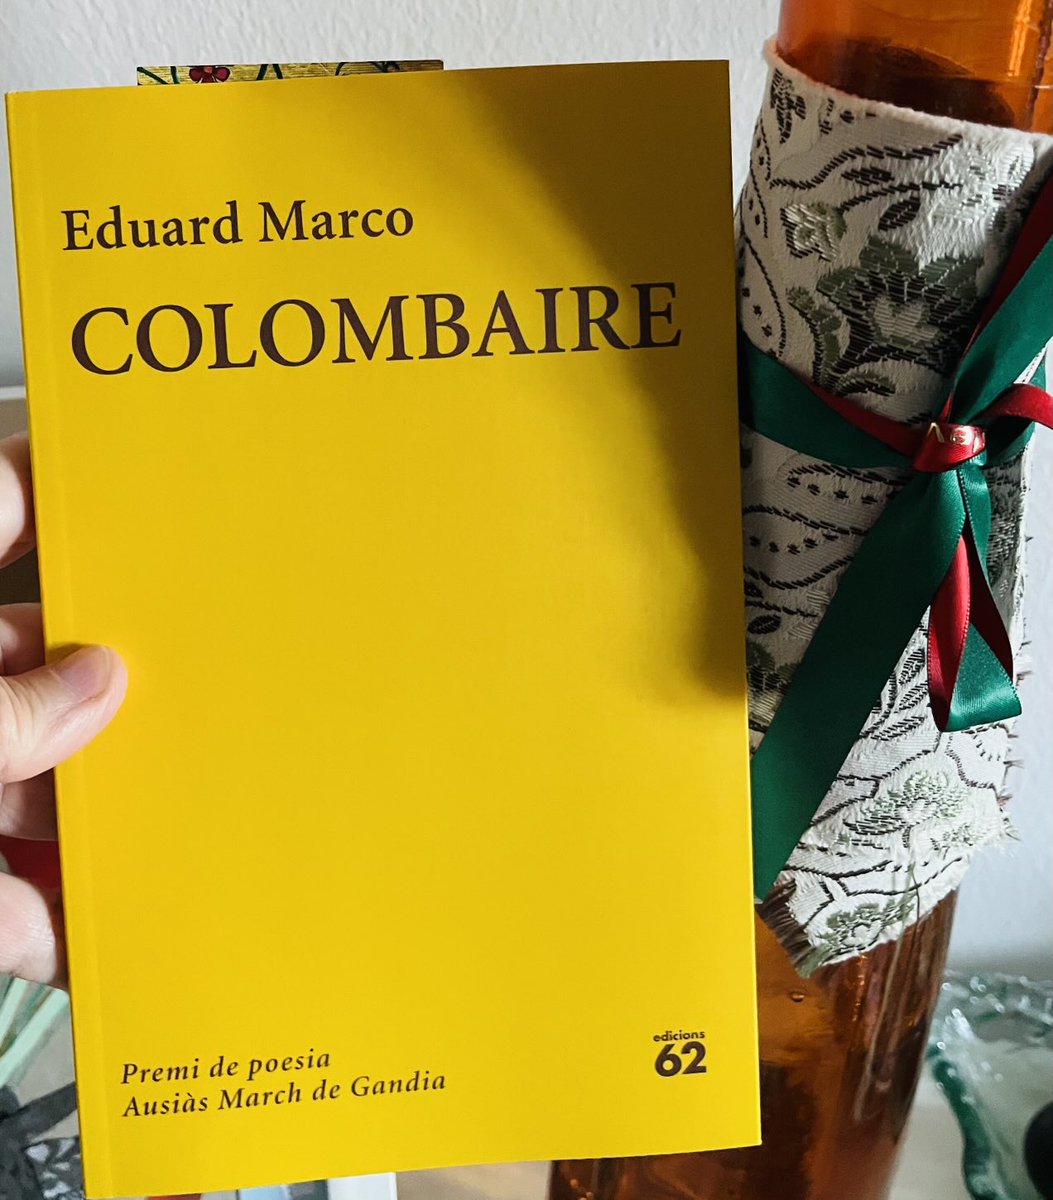 Eduard Marco
COLOMBAIRE
Premi de poesia
Ausiàs March de Gandia
edicions
62